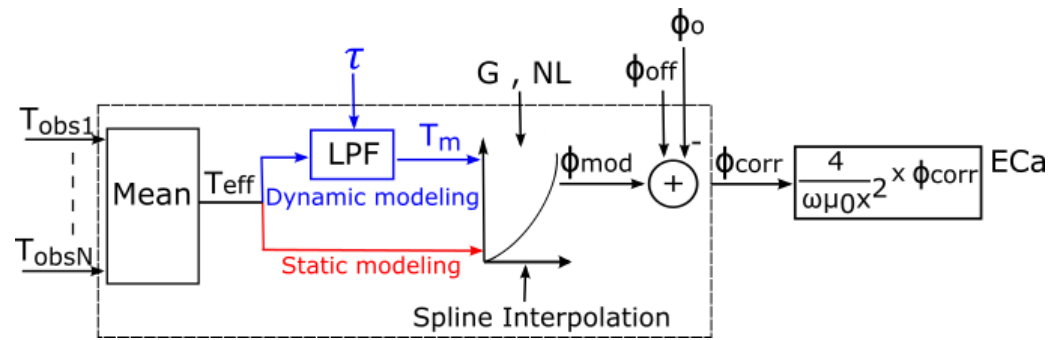 ϕo
τ
G , NL
ϕoff
Tobs1
LPF
Tm
ϕmod
-
+
ϕcorr
4
ωμ0x2
x ϕcorr
ECa
Mean
Teff
Dynamic modeling
TobsN
Static modeling
Spline Interpolation